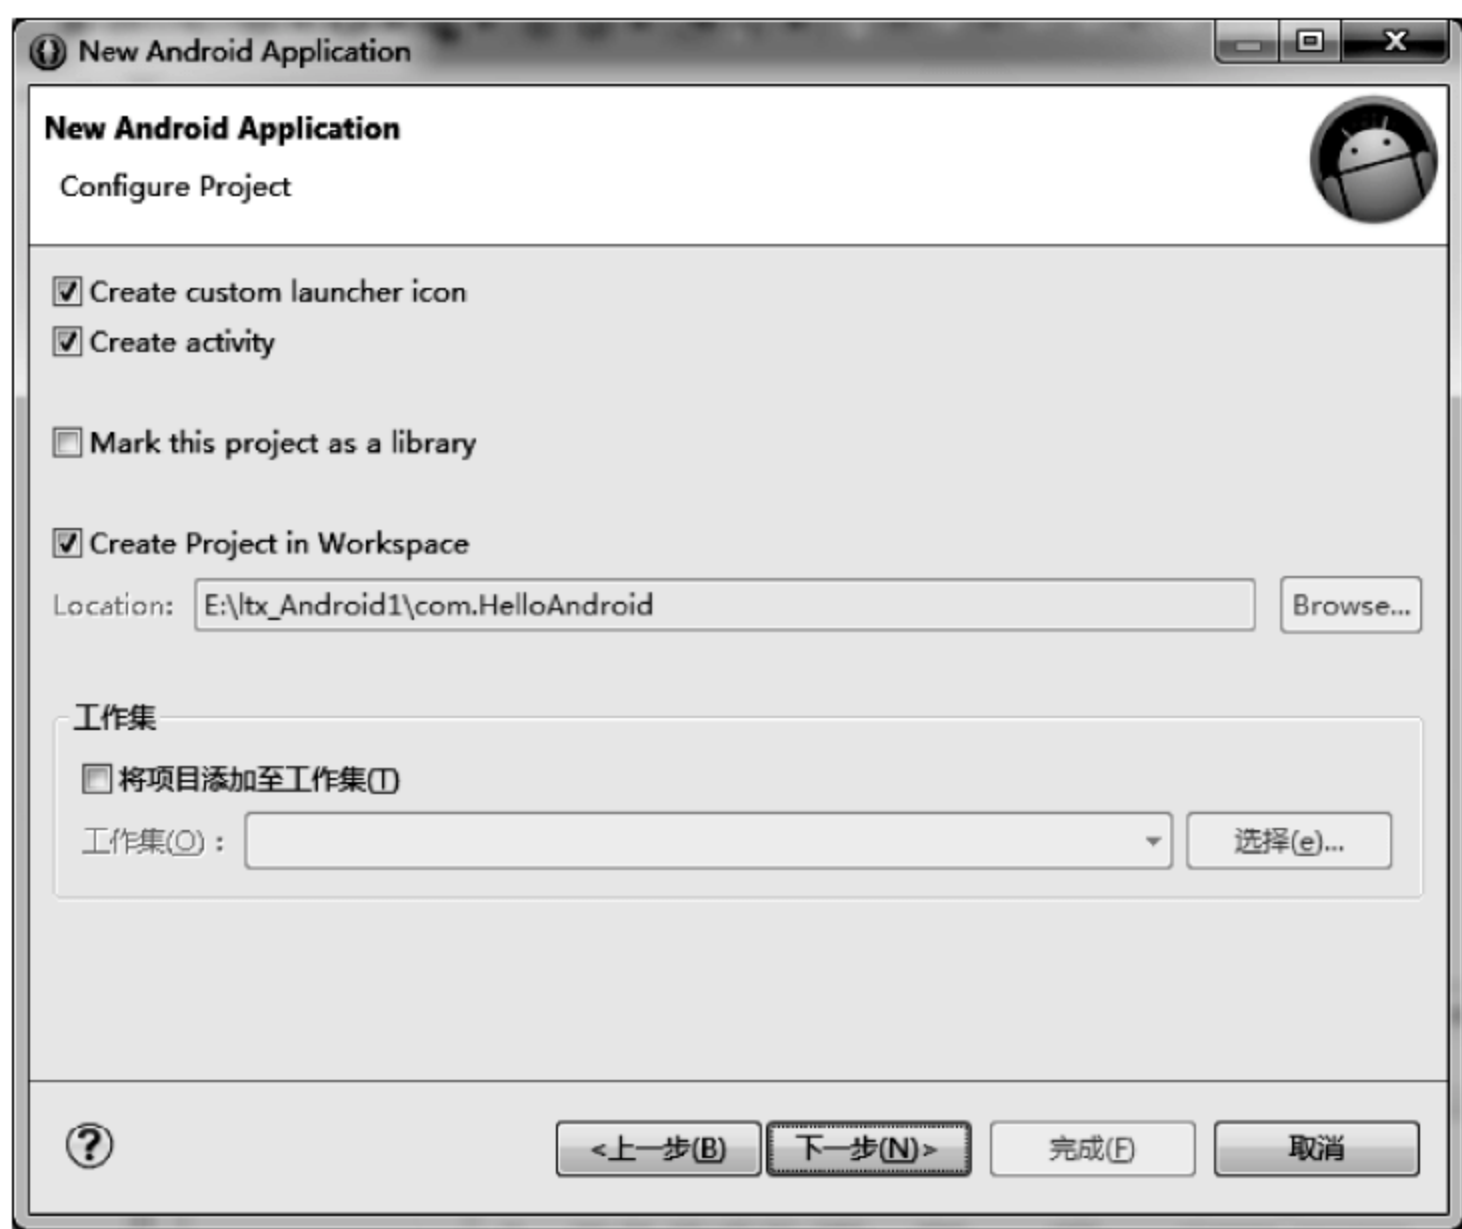 New Android Application
New Android Application
Configure Project
Create custom launcher icon
Create activity
Mark this project as a library
Create Project in Workspace
Location: E:\ltx_Android1\com.HelloAndroid Browse...
工作集
将项目添加至工作集(T)
工作集(O)： 选择(e)...
<上一步(B) 下一步(N)> 完成(F) 取消